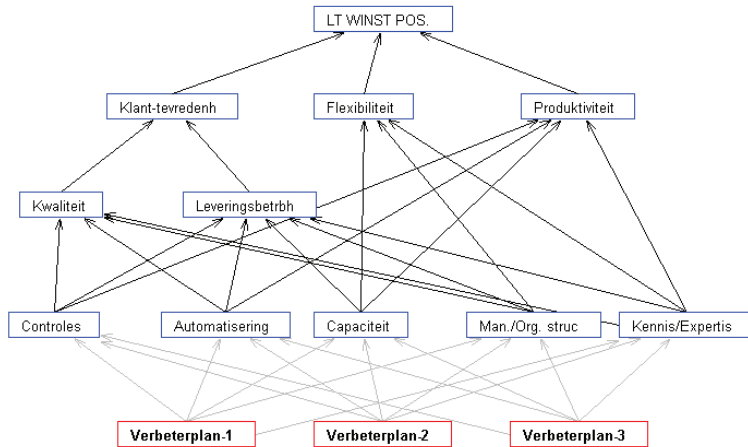 LT WINST POS.
Klant-tevredenh
Flexibiliteit
Produktiviteit
Kwaliteit
Leveringsbetrbh
Controles
Automatisering
Capaciteit
Man./Org. struc
Kennis/Expertis
Verbeterplan-1
Verbeterplan-2
Verbeterplan-3